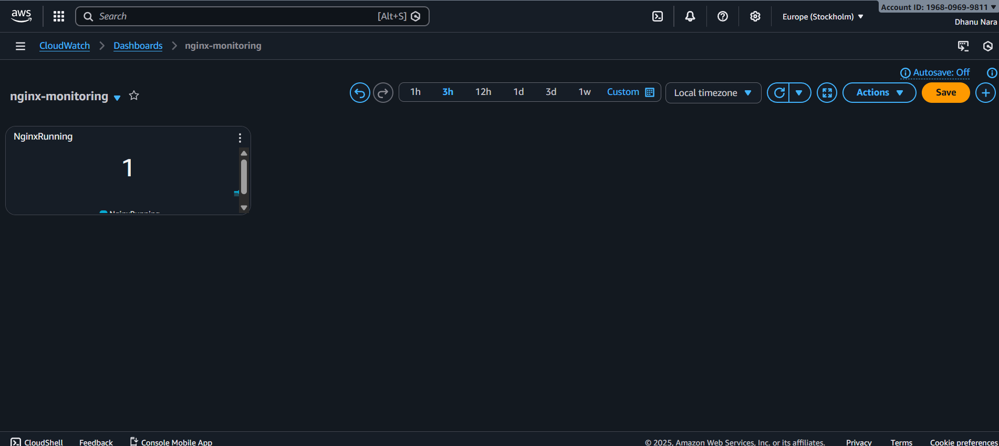 aws
Search
[Alt+S]
Europe (Stockholm)
Account ID: 1968-0969-9811
Dhanu Nara
CloudWatch
Dashboards
nginx-monitoring
Autosave: Off
nginx-monitoring
1h
3h
12h
1d
3d
1w
Custom
Local timezone
Actions
Save
NginxRunning
1
NginxRunning
CloudShell
Feedback
Console Mobile App
© 2025, Amazon Web Services, Inc. or its affiliates.
Privacy
Terms
Cookie preferences